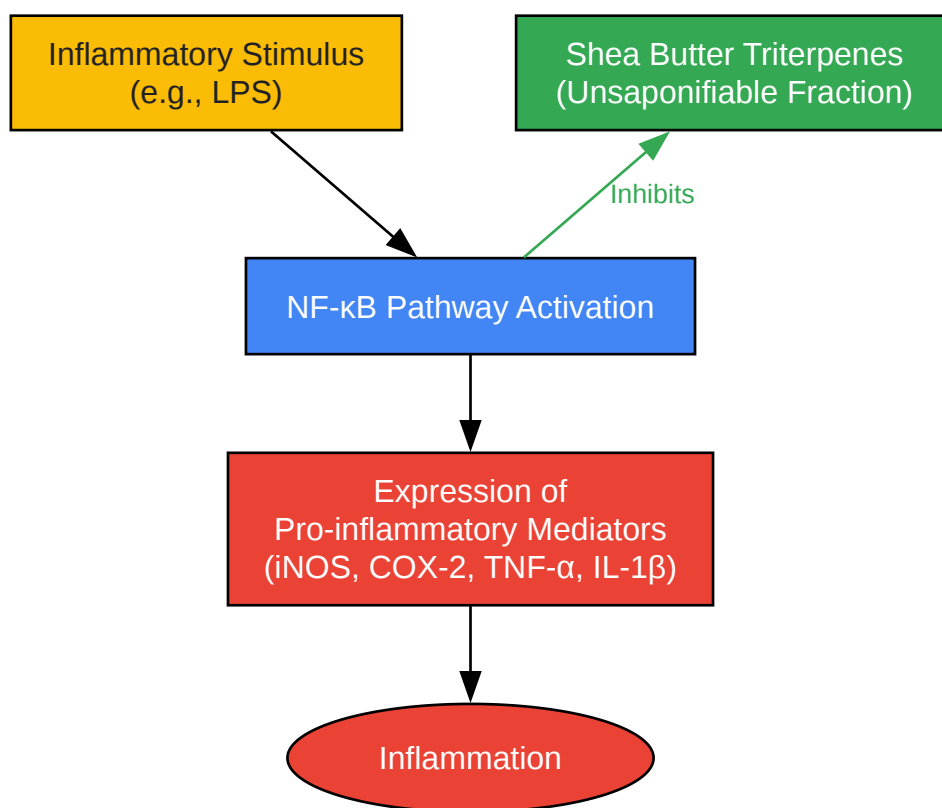 Inflammatory Stimulus
(e.g., LPS)
Shea Butter Triterpenes
(Unsaponifiable Fraction)
Inhibits
NF-κB Pathway Activation
Expression of
Pro-inflammatory Mediators
(iNOS, COX-2, TNF-α, IL-1β)
Inflammation